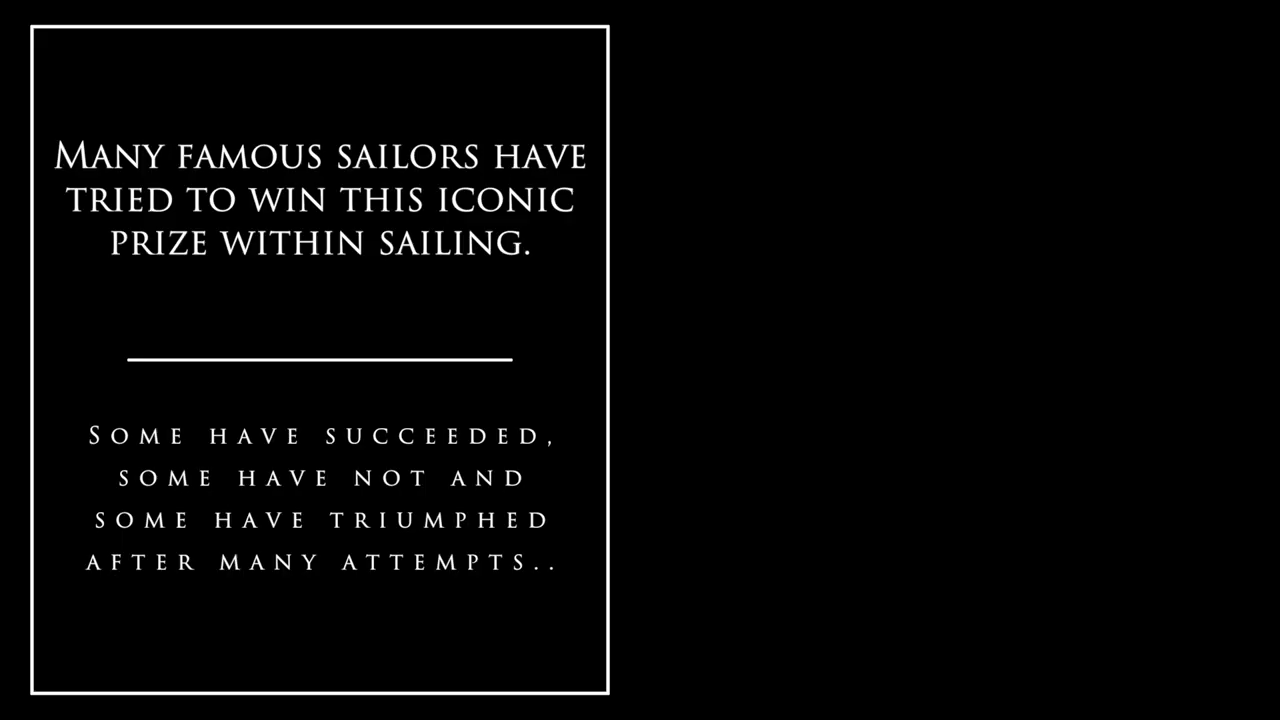 Many famous sailors have
tried to win this iconic
prize within sailing.
Some have succeeded,
some have not and
some have triumphed
after many attempts..